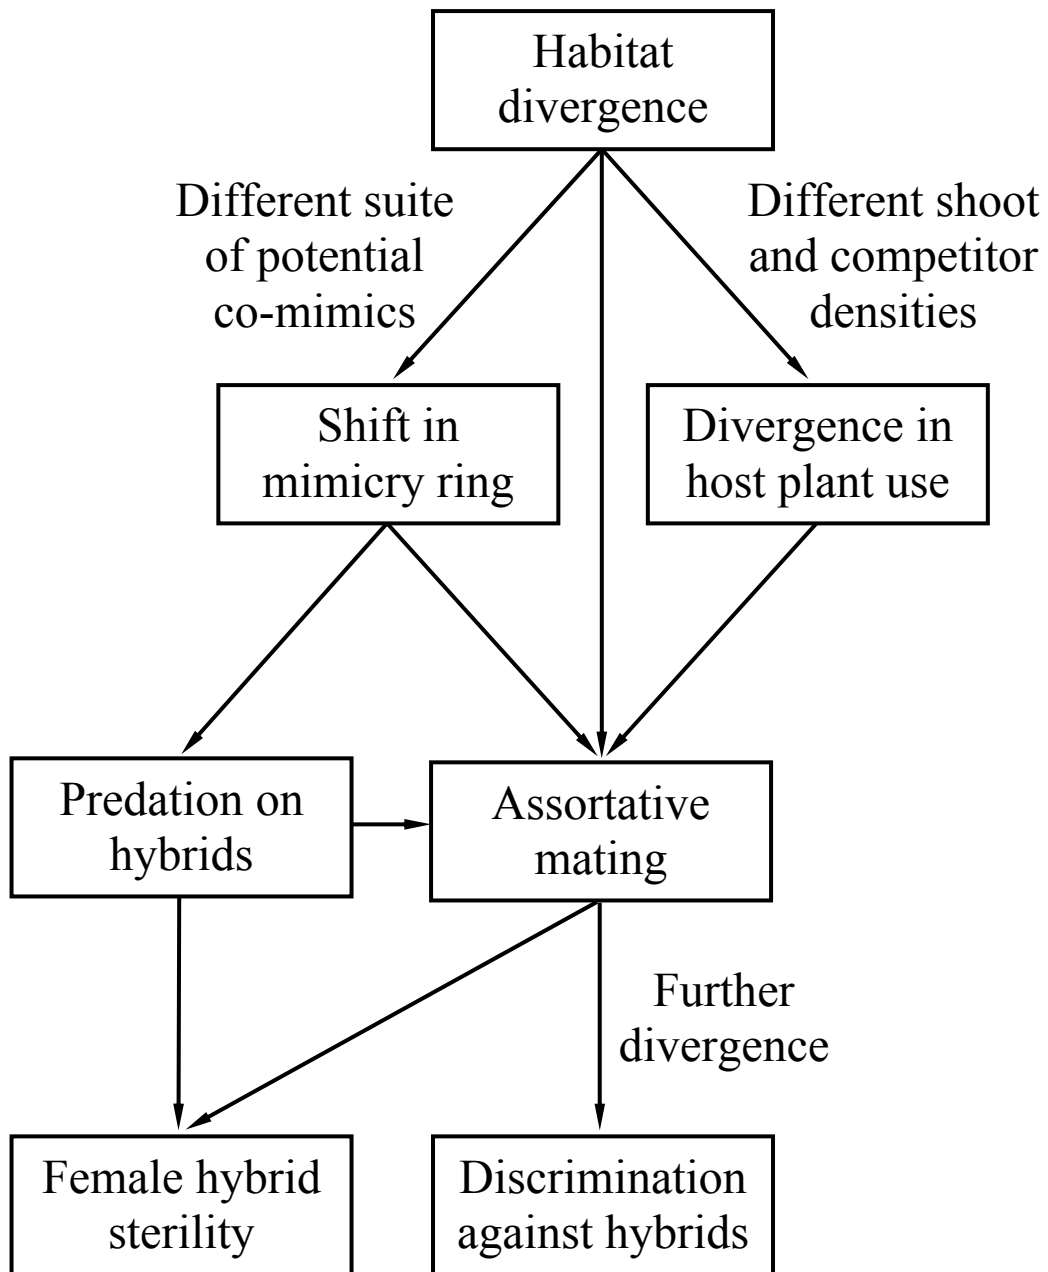 Habitat
divergence
Different suite
of potential
co-mimics
Different shoot
and competitor
densities
Shift in
mimicry ring
Divergence in
host plant use
Predation on
hybrids
Assortative
mating
Further
divergence
Female hybrid
sterility
Discrimination
against hybrids